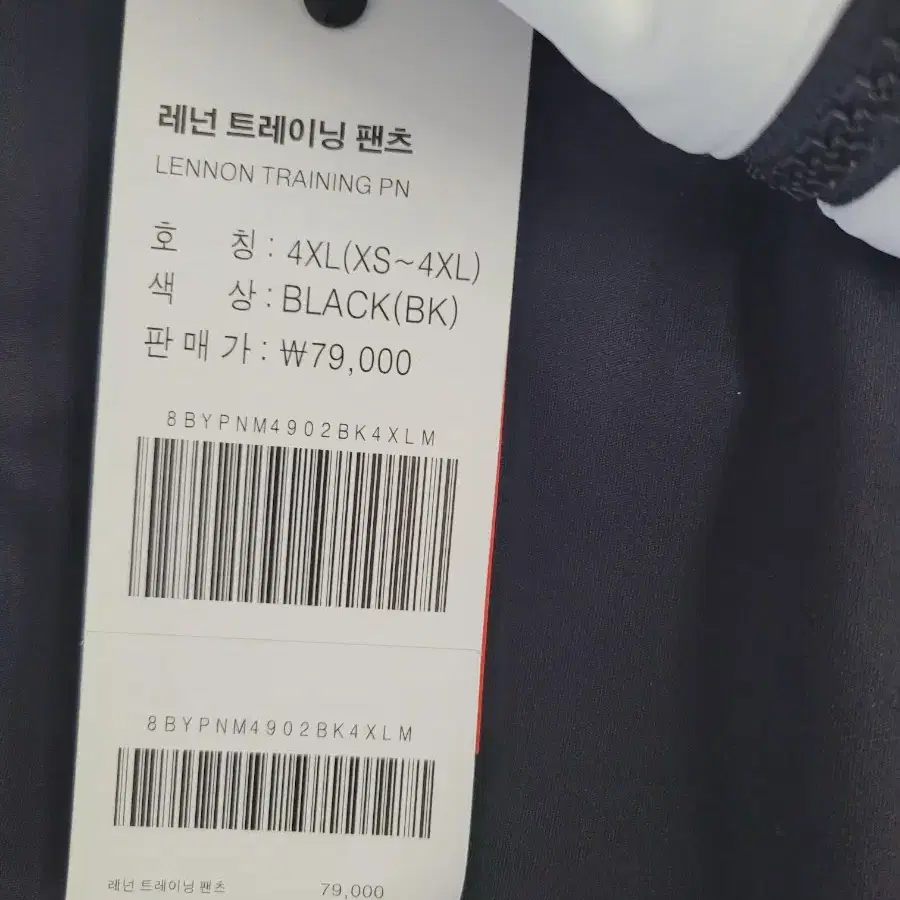 레넌 트레이닝 팬츠
LENNON TRAINING PN
호 칭 : 4XL(XS~4XL)
색 상 : BLACK(BK)
판 매 가 : ₩79,000
8BYPNM4902BK4XLM
8BYPNM4902BK4XLM
레넌 트레이닝 팬츠 79,000